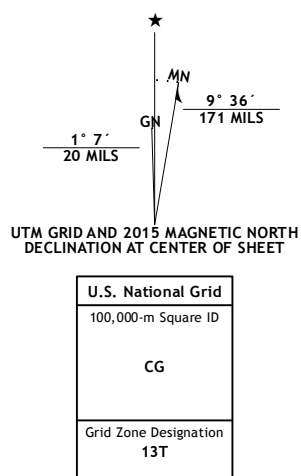 ★
MN
GN
9° 36´
171 MILS
1° 7´
20 MILS
UTM GRID AND 2015 MAGNETIC NORTH
DECLINATION AT CENTER OF SHEET
U.S. National Grid
100,000-m Square ID
CG
Grid Zone Designation
13T